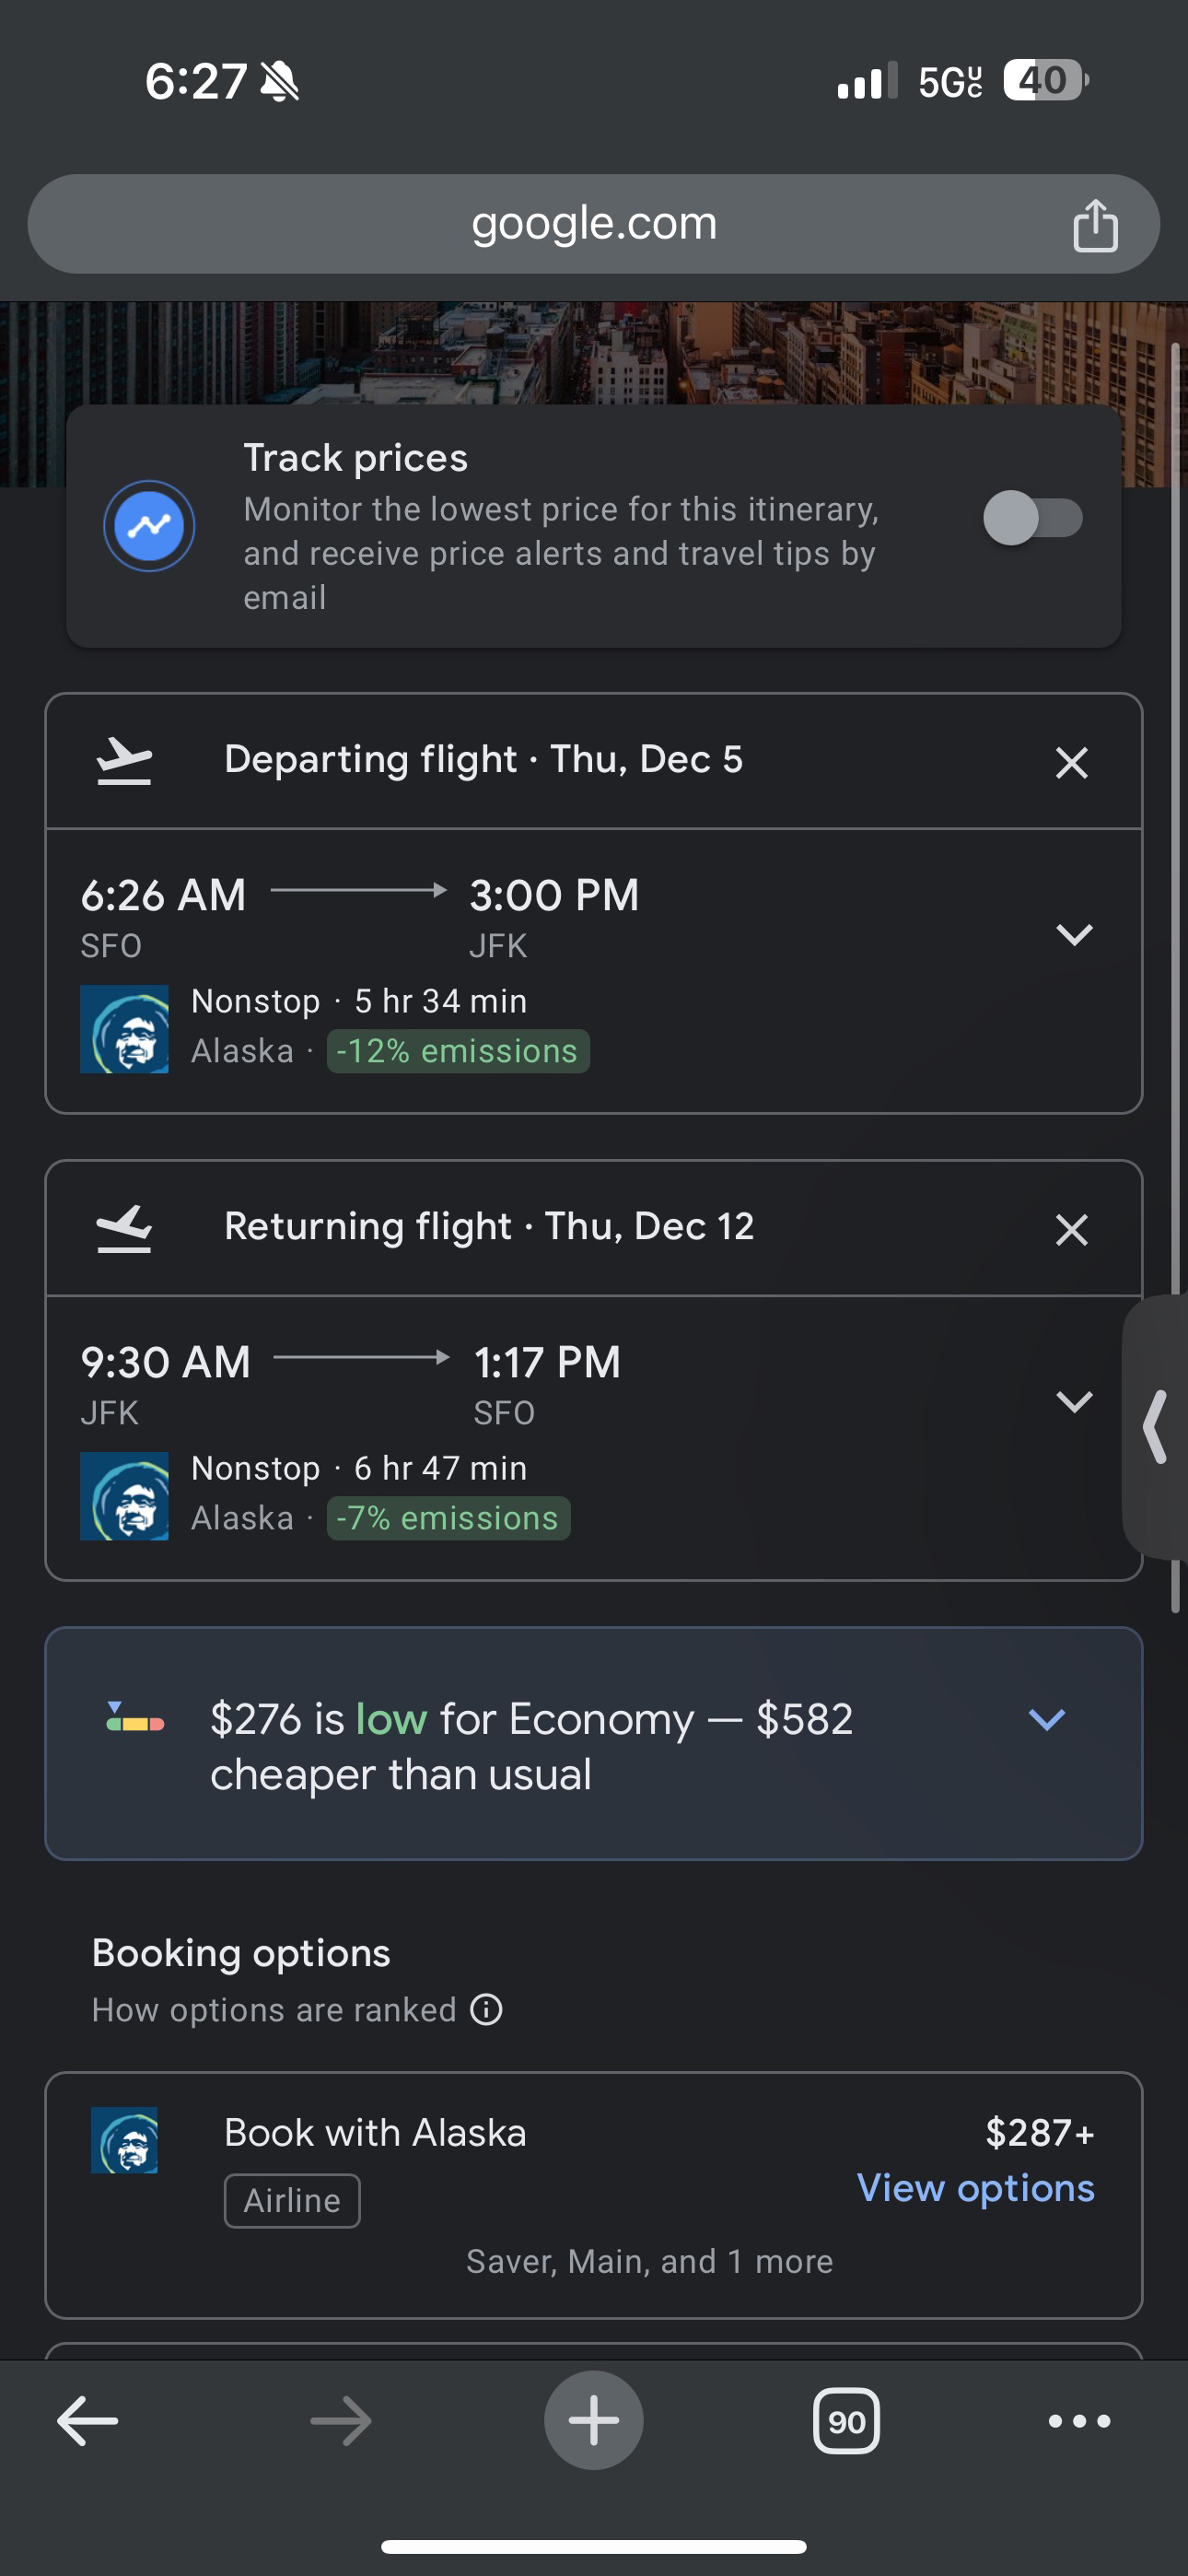 6:27
5G UC
40
google.com
Track prices
Monitor the lowest price for this itinerary,
and receive price alerts and travel tips by
email
Departing flight · Thu, Dec 5
6:26 AM 3:00 PM
SFO JFK
Nonstop · 5 hr 34 min
Alaska · -12% emissions
Returning flight · Thu, Dec 12
9:30 AM 1:17 PM
JFK SFO
Nonstop · 6 hr 47 min
Alaska · -7% emissions
$276 is low for Economy — $582
cheaper than usual
Booking options
How options are ranked
Book with Alaska $287+
Airline View options
Saver, Main, and 1 more
90